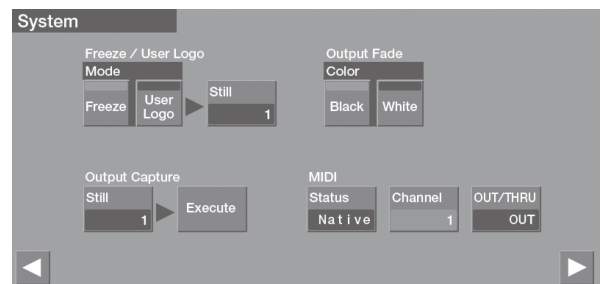 System
Freeze / User Logo
Mode
Freeze
User
Logo
Still
1
Output Fade
Color
Black
White
Output Capture
Still
1
Execute
MIDI
Status
Native
Channel
1
OUT/THRU
OUT